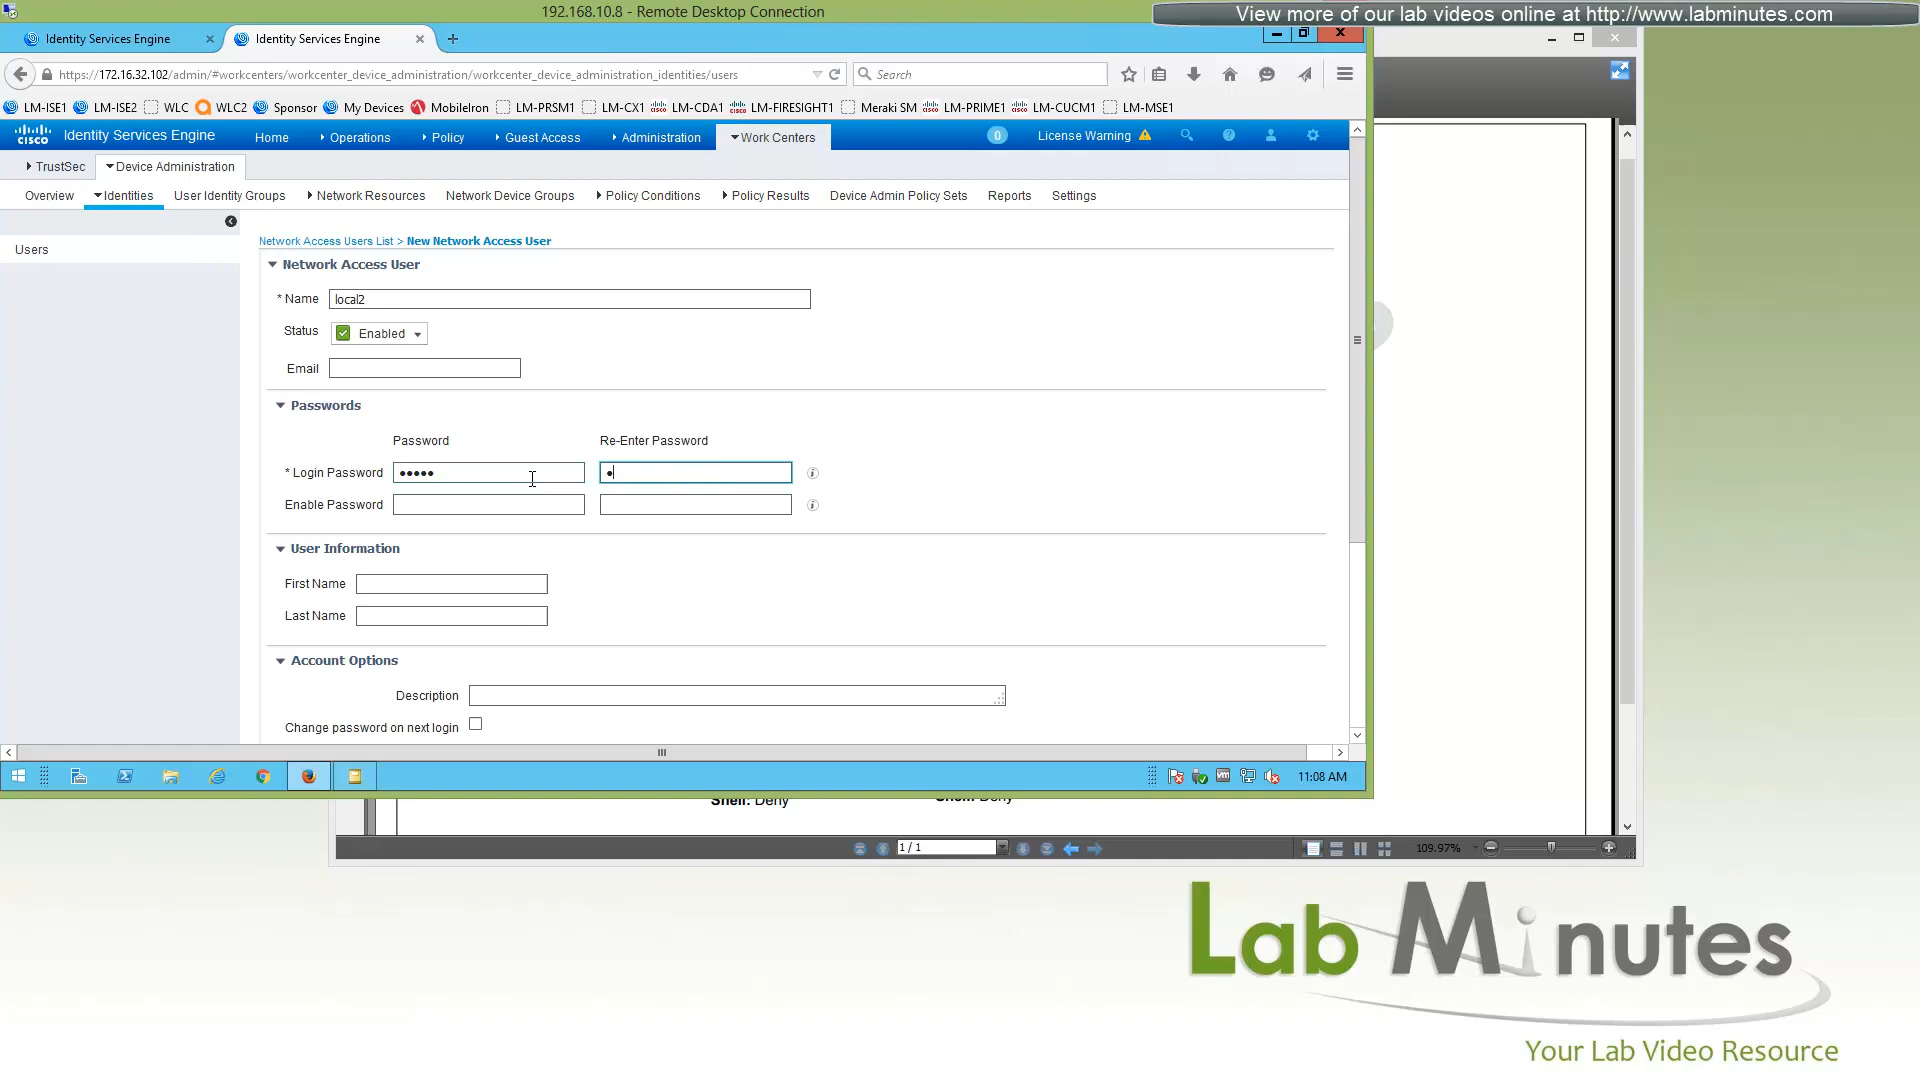 192.168.10.8 - Remote Desktop Connection
View more of our lab videos online at http://www.labminutes.com
Identity Services Engine
Identity Services Engine
https://172.16.32.102/admin/#workcenters/workcenter_device_administration/workcenter_device_administration_identities/users
Search
LM-ISE1 LM-ISE2 WLC WLC2 Sponsor My Devices MobileIron LM-PRSM1 LM-CX1 LM-CDA1 LM-FIRESIGHT1 Meraki SM LM-PRIME1 LM-CUCM1 LM-MSE1
cisco Identity Services Engine Home Operations Policy Guest Access Administration Work Centers 0 License Warning
TrustSec Device Administration
Overview Identities User Identity Groups Network Resources Network Device Groups Policy Conditions Policy Results Device Admin Policy Sets Reports Settings
Users
Network Access Users List > New Network Access User
Network Access User
* Name local2
Status Enabled
Email
Passwords
Password Re-Enter Password
* Login Password
Enable Password
User Information
First Name
Last Name
Account Options
Description
Change password on next login
11:08 AM
Shell: Deny Shell: Deny
1 / 1
109.97%
Lab Minutes
Your Lab Video Resource